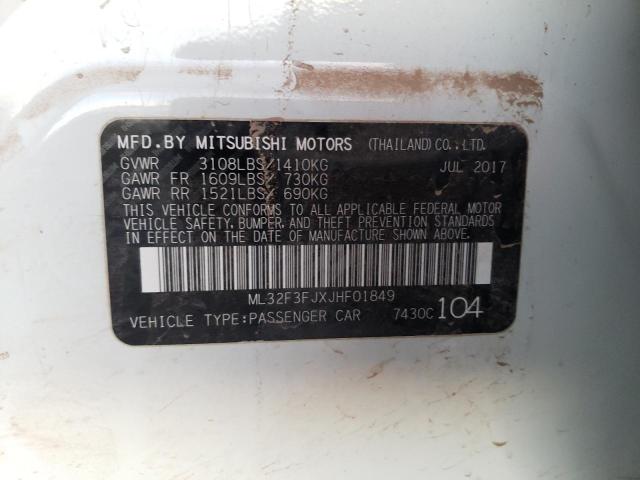 MFD.BY MITSUBISHI MOTORS (THAILAND) CO.,LTD.
GVWR 3108LBS/1410KG JUL 2017
GAWR FR 1609LBS/ 730KG
GAWR RR 1521LBS/ 690KG
THIS VEHICLE CONFORMS TO ALL APPLICABLE FEDERAL MOTOR
VEHICLE SAFETY, BUMPER, AND THEFT PREVENTION STANDARDS
IN EFFECT ON THE DATE OF MANUFACTURE SHOWN ABOVE.
ML32F3FJXJHF01849
VEHICLE TYPE:PASSENGER CAR 7430C 104